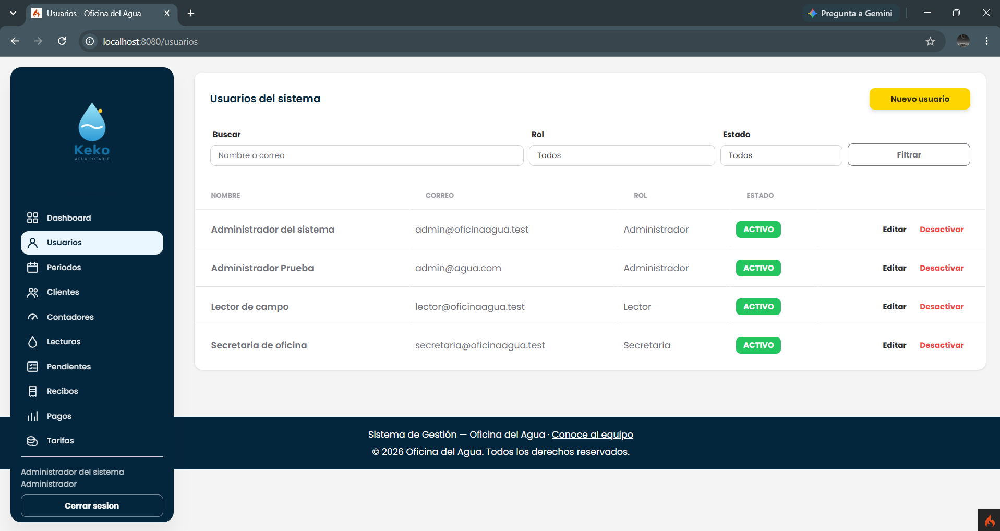 Usuarios - Oficina del Agua
Pregunta a Gemini
localhost:8080/usuarios
Keko
AGUA POTABLE
Dashboard
Usuarios
Periodos
Clientes
Contadores
Lecturas
Pendientes
Recibos
Pagos
Tarifas
Administrador del sistema
Administrador
Cerrar sesion
Usuarios del sistema
Nuevo usuario
Buscar Rol Estado
Nombre o correo Todos Todos Filtrar
NOMBRE CORREO ROL ESTADO
Administrador del sistema admin@oficinaagua.test Administrador ACTIVO Editar Desactivar
Administrador Prueba admin@agua.com Administrador ACTIVO Editar Desactivar
Lector de campo lector@oficinaagua.test Lector ACTIVO Editar Desactivar
Secretaria de oficina secretaria@oficinaagua.test Secretaria ACTIVO Editar Desactivar
Sistema de Gestión — Oficina del Agua · Conoce al equipo
© 2026 Oficina del Agua. Todos los derechos reservados.